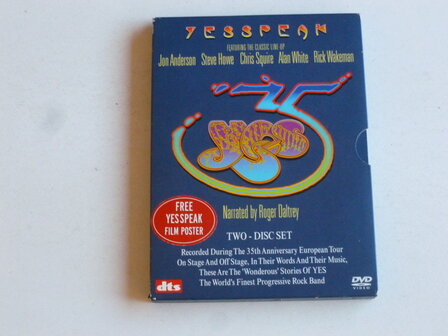 YESSPEAK
FEATURING THE CLASSIC LINE UP
Jon Anderson Steve Howe Chris Squire Alan White Rick Wakeman
35
YES
FREE
YESSPEAK
FILM POSTER
Narrated by Roger Daltrey
TWO - DISC SET
Recorded During The 35th Anniversary European Tour
On Stage And Off Stage, In Their Words And Their Music,
These Are The 'Wonderous' Stories Of YES
The World's Finest Progressive Rock Band
dts
DVD
VIDEO